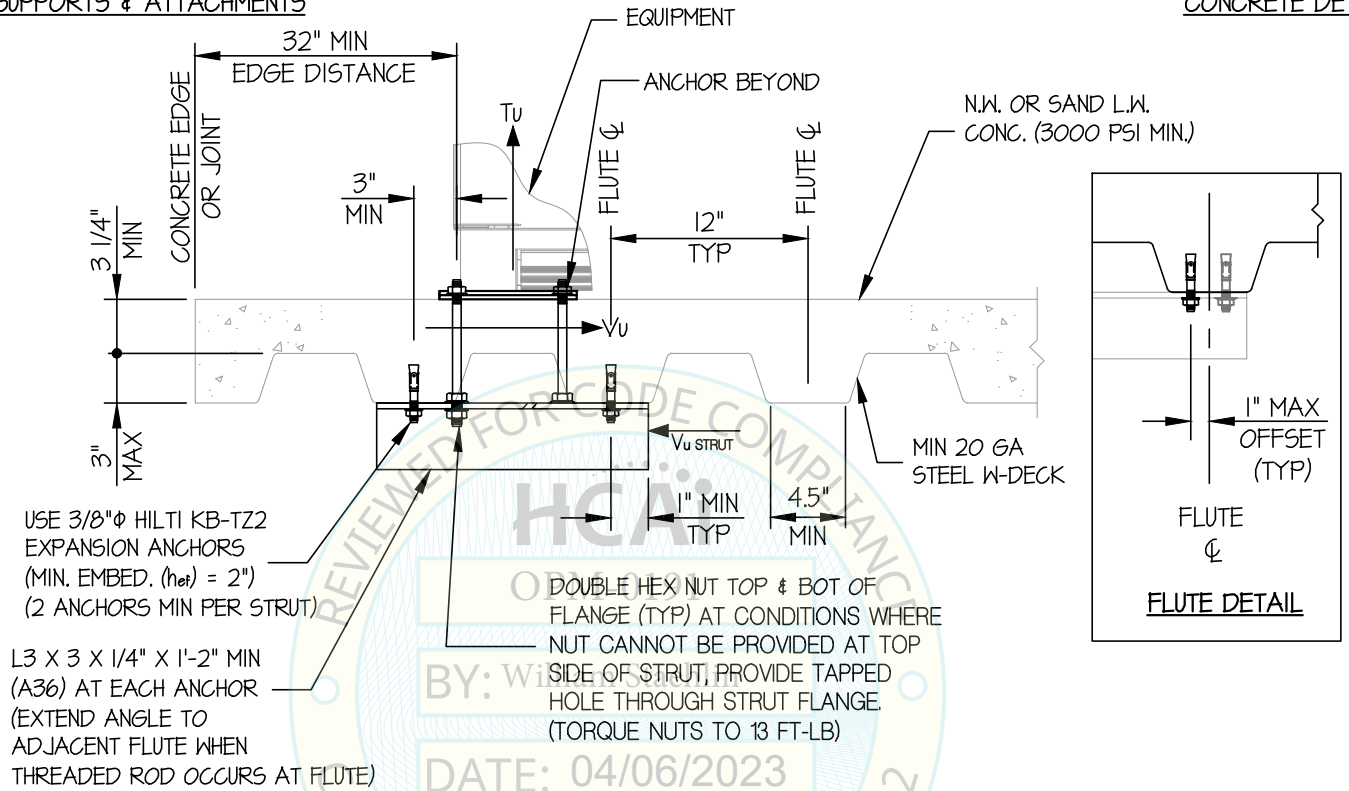 SUPPORTS & ATTACHMENTS
CONCRETE DE
32" MIN
EDGE DISTANCE
CONCRETE EDGE
OR JOINT
EQUIPMENT
ANCHOR BEYOND
Tu
3"
MIN
FLUTE ℄
FLUTE ℄
12"
TYP
N.W. OR SAND L.W.
CONC. (3000 PSI MIN.)
3 1/4"
MIN
Vu
3"
MAX
Vu STRUT
1" MIN
TYP
4.5"
MIN
MIN 20 GA
STEEL W-DECK
1" MAX
OFFSET
(TYP)
FLUTE
℄
FLUTE DETAIL
USE 3/8"Φ HILTI KB-TZ2
EXPANSION ANCHORS
(MIN. EMBED. (hef) = 2")
(2 ANCHORS MIN PER STRUT)
L3 X 3 X 1/4" X 1'-2" MIN
(A36) AT EACH ANCHOR
(EXTEND ANGLE TO
ADJACENT FLUTE WHEN
THREADED ROD OCCURS AT FLUTE)
DOUBLE HEX NUT TOP & BOT OF
FLANGE (TYP) AT CONDITIONS WHERE
NUT CANNOT BE PROVIDED AT TOP
SIDE OF STRUT, PROVIDE TAPPED
HOLE THROUGH STRUT FLANGE.
(TORQUE NUTS TO 13 FT-LB)
REVIEWED FOR CODE COMPLIANCE
HCAi
OPM-0191
BY: William Staehlin
DATE: 04/06/2023
2